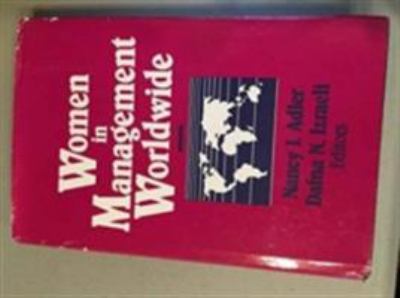 Women
in
Management
Worldwide
Nancy J. Adler
Dafna N. Izraeli
Editors